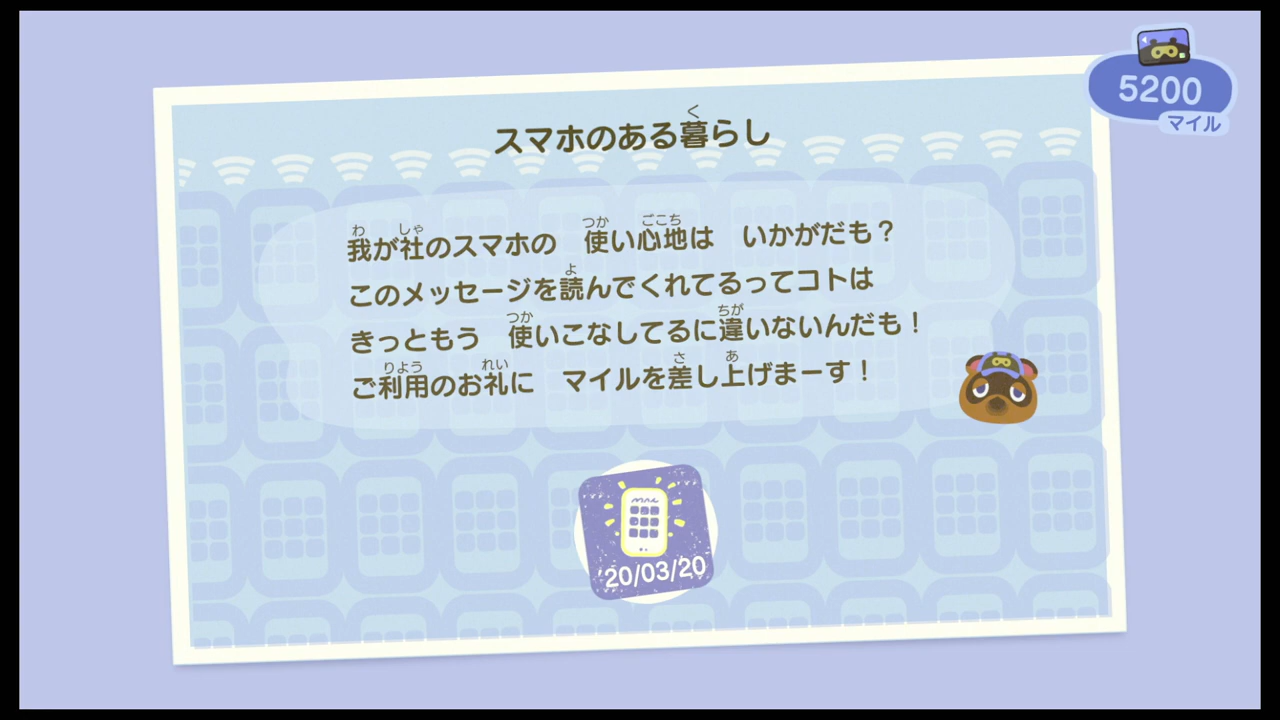 5200
マイル
スマホのある暮らし
我が社のスマホの　使い心地は　いかがだも？
このメッセージを読んでくれてるってコトは
きっともう　使いこなしてるに違いないんだも！
ご利用のお礼に　マイルを差し上げまーす！
'20/03/20